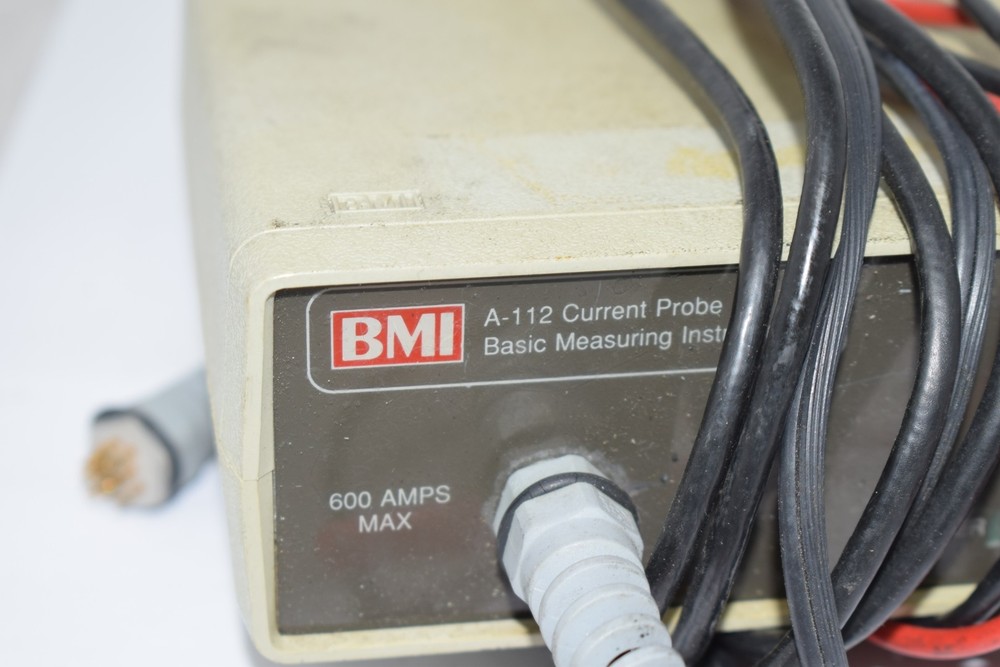 BMI
A-112 Current Probe
Basic Measuring
600 AMPS
MAX